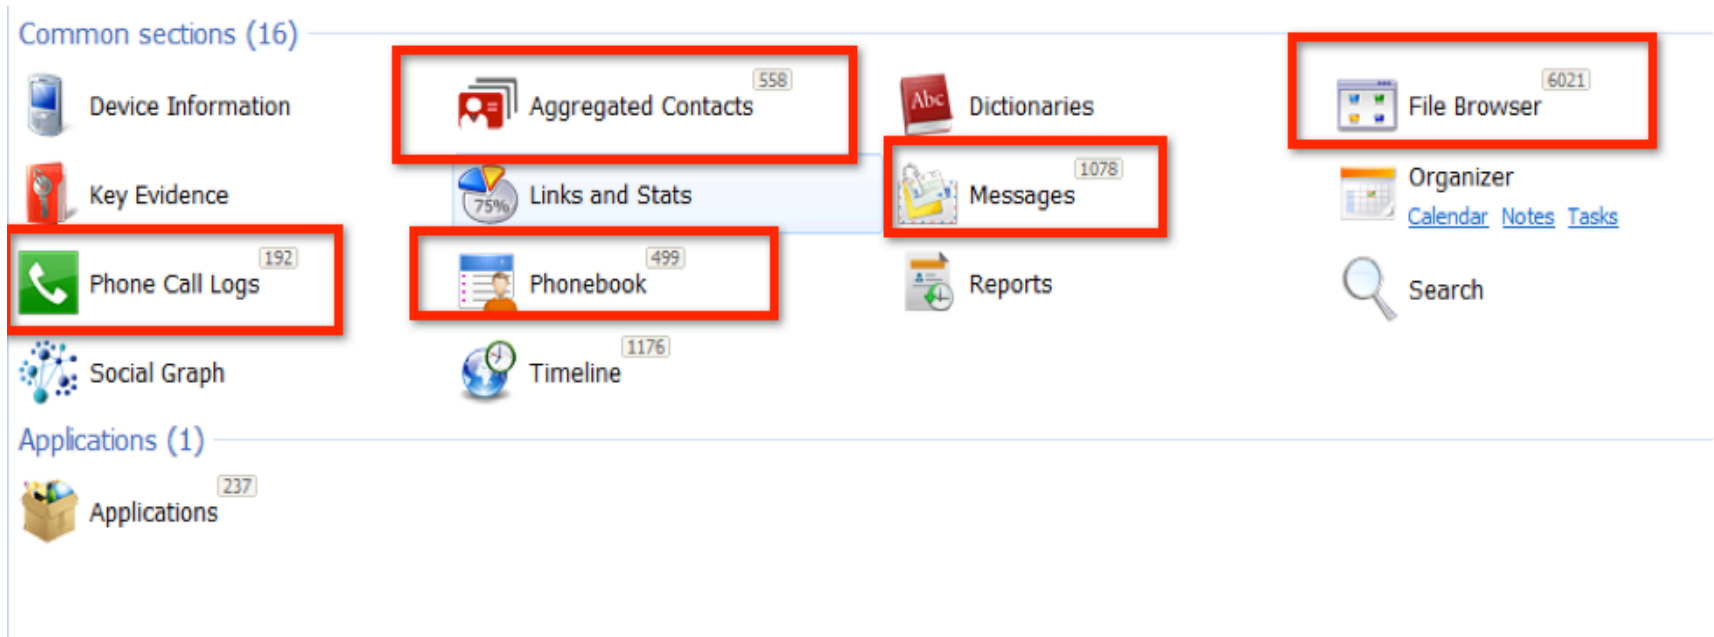 Common sections (16)
558
6021
Device Information
Aggregated Contacts
Abc
Dictionaries
File Browser
1078
Key Evidence
75%
Links and Stats
Messages
Organizer
Calendar Notes Tasks
192
499
Phone Call Logs
Phonebook
Reports
Search
1176
Social Graph
Timeline
Applications (1)
237
Applications